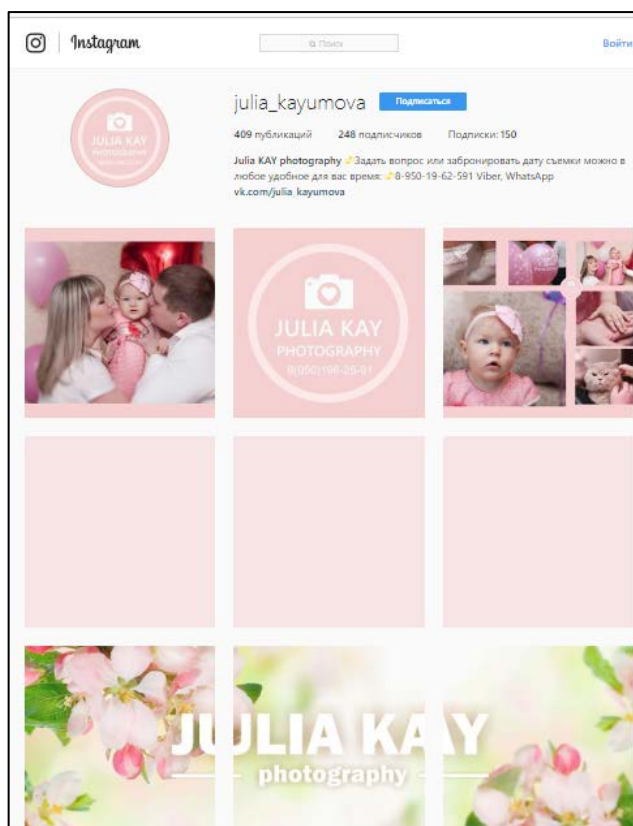 Instagram
Поиск
Войти
julia_kayumova Подписаться
409 публикаций 248 подписчиков Подписки: 150
Julia KAY photography Задать вопрос или забронировать дату съемки можно в
любое удобное для вас время: 8-950-19-62-591 Viber, WhatsApp
vk.com/julia_kayumova
JULIA KAY
PHOTOGRAPHY
JULIA KAY
PHOTOGRAPHY
8(950)196-25-91
JULIA KAY
photography